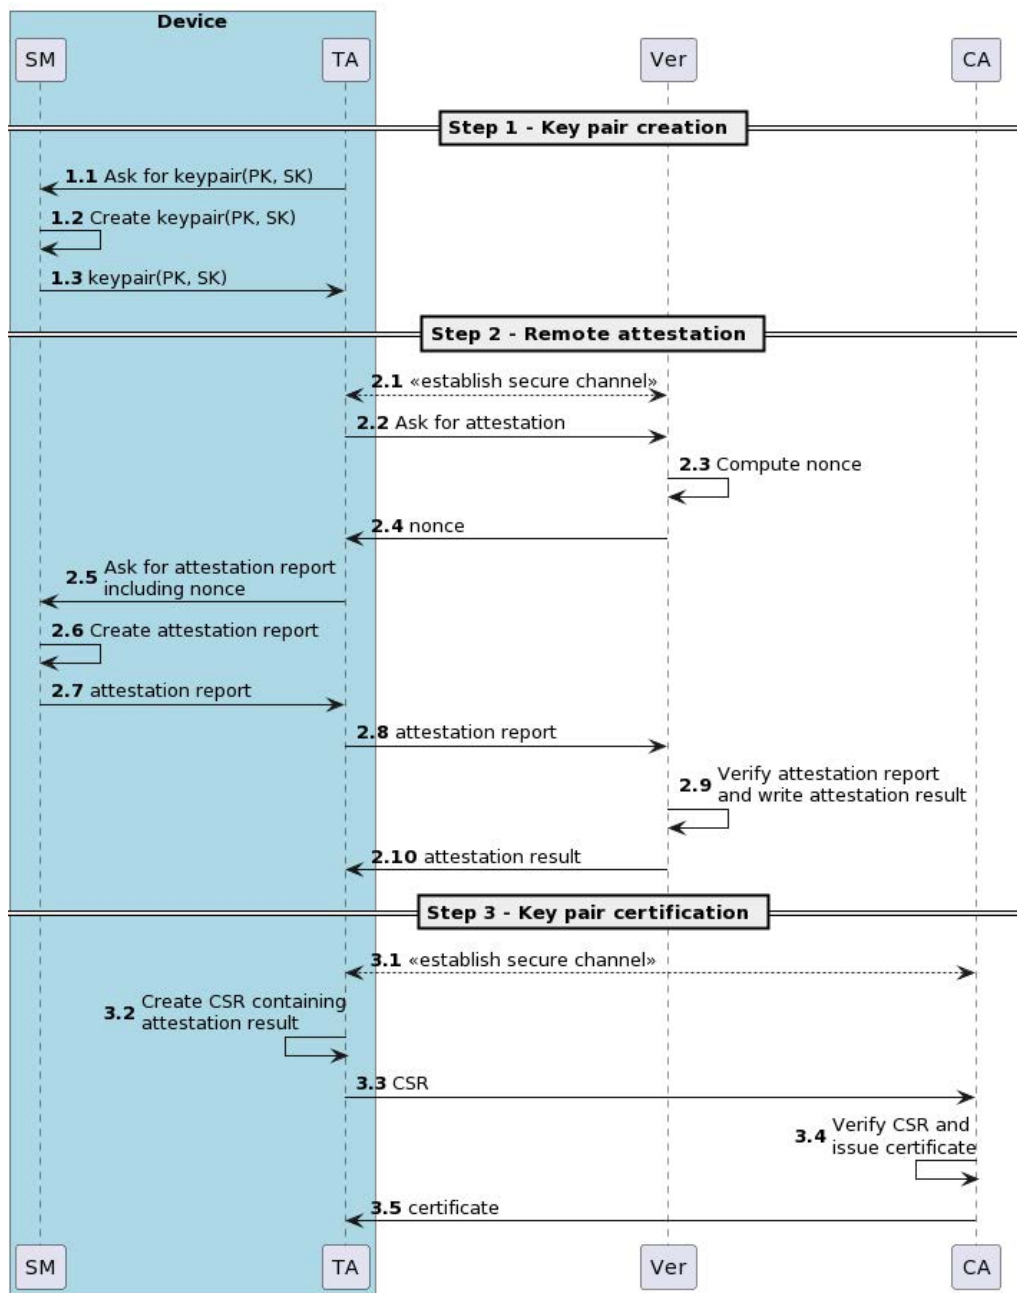 Device
SM TA Ver CA
Step 1 - Key pair creation
1.1 Ask for keypair(PK, SK)
1.2 Create keypair(PK, SK)
1.3 keypair(PK, SK)
Step 2 - Remote attestation
2.1 «establish secure channel»
2.2 Ask for attestation
2.3 Compute nonce
2.4 nonce
2.5 Ask for attestation report
including nonce
2.6 Create attestation report
2.7 attestation report
2.8 attestation report
2.9 Verify attestation report
and write attestation result
2.10 attestation result
Step 3 - Key pair certification
3.1 «establish secure channel»
3.2 Create CSR containing
attestation result
3.3 CSR
3.4 Verify CSR and
issue certificate
3.5 certificate
SM TA Ver CA